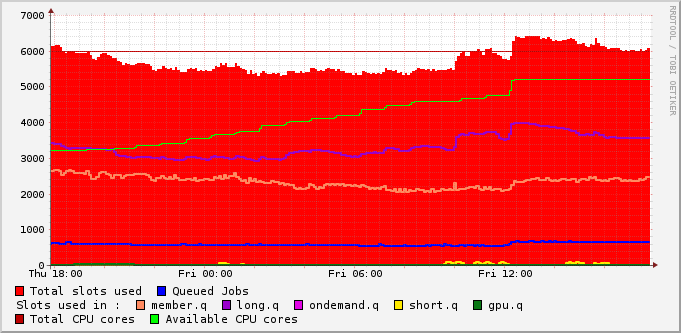 7000
6000
5000
4000
3000
2000
1000
0
Thu 18:00 Fri 00:00 Fri 06:00 Fri 12:00
RRDTOOL / TOBI OETIKER
Total slots used Queued Jobs
Slots used in : member.q long.q ondemand.q short.q gpu.q
Total CPU cores Available CPU cores